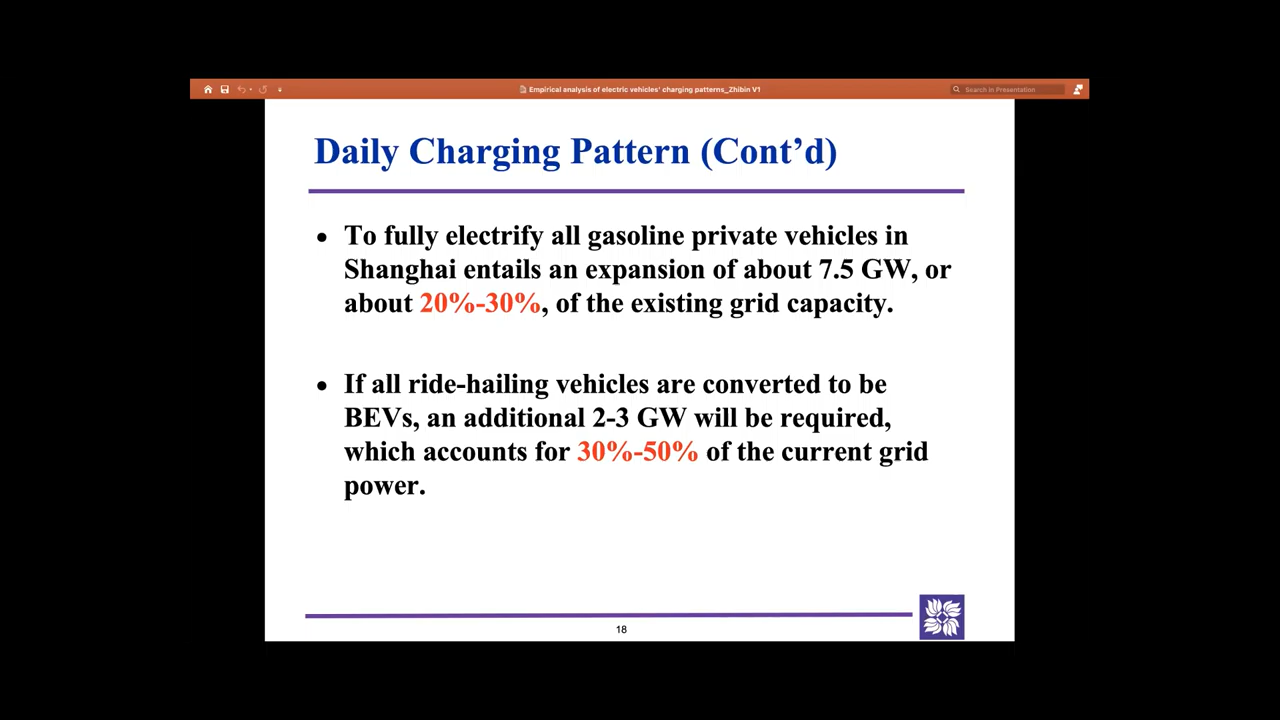 Empirical analysis of electric vehicles' charging patterns_Zhibin V1
Search in Presentation
Daily Charging Pattern (Cont’d)
• To fully electrify all gasoline private vehicles in
Shanghai entails an expansion of about 7.5 GW, or
about 20%-30%, of the existing grid capacity.
• If all ride-hailing vehicles are converted to be
BEVs, an additional 2-3 GW will be required,
which accounts for 30%-50% of the current grid
power.
18